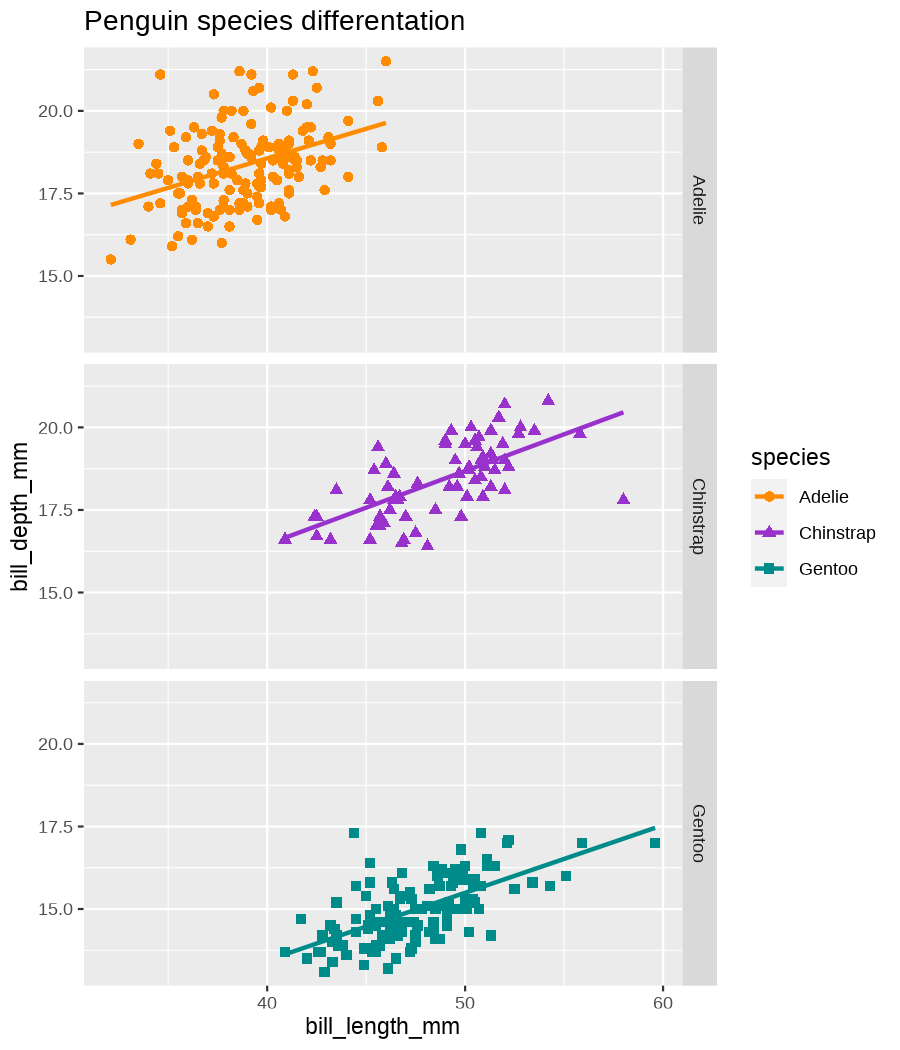 Penguin species differentation
20.0
17.5
15.0
Adelie
20.0
17.5
15.0
Chinstrap
20.0
17.5
15.0
Gentoo
40 50 60
bill_length_mm
bill_depth_mm
species
Adelie
Chinstrap
Gentoo